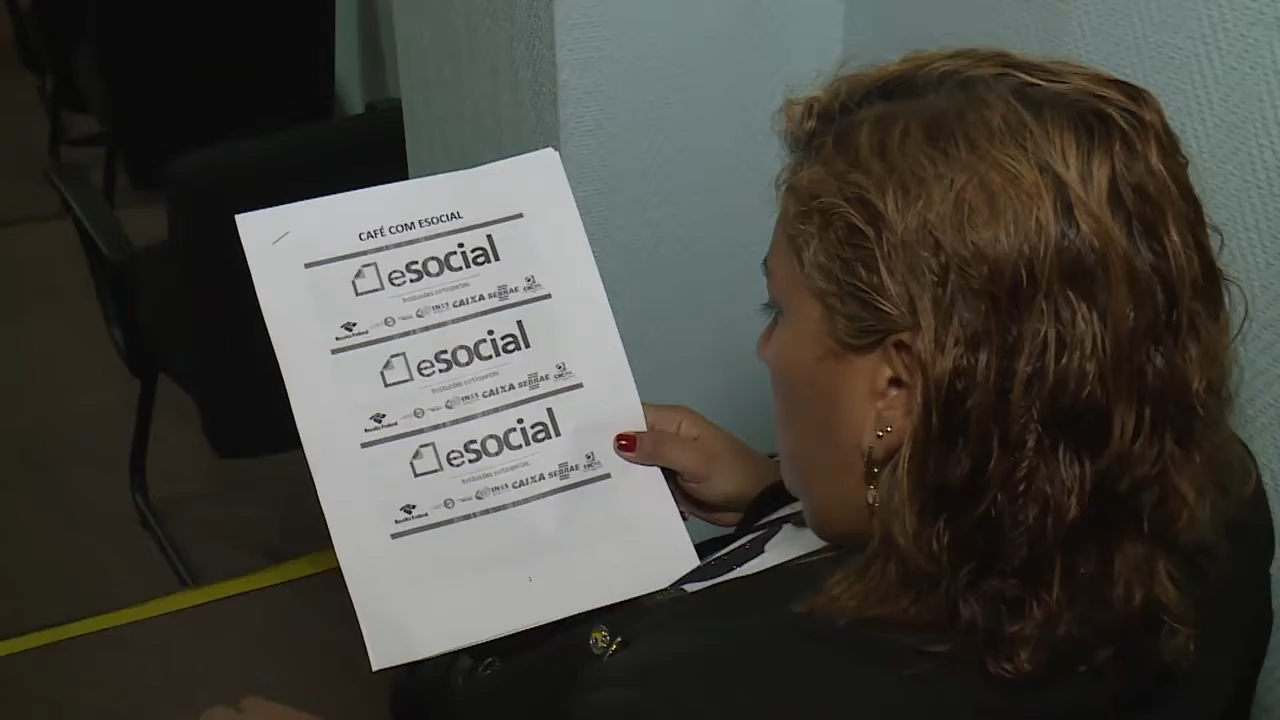 CAFÉ COM ESOCIAL
eSocial
Instituições participantes:
Receita Federal INSS CAIXA SEBRAE
eSocial
Instituições participantes:
Receita Federal INSS CAIXA SEBRAE
eSocial
Instituições participantes:
Receita Federal INSS CAIXA SEBRAE
1